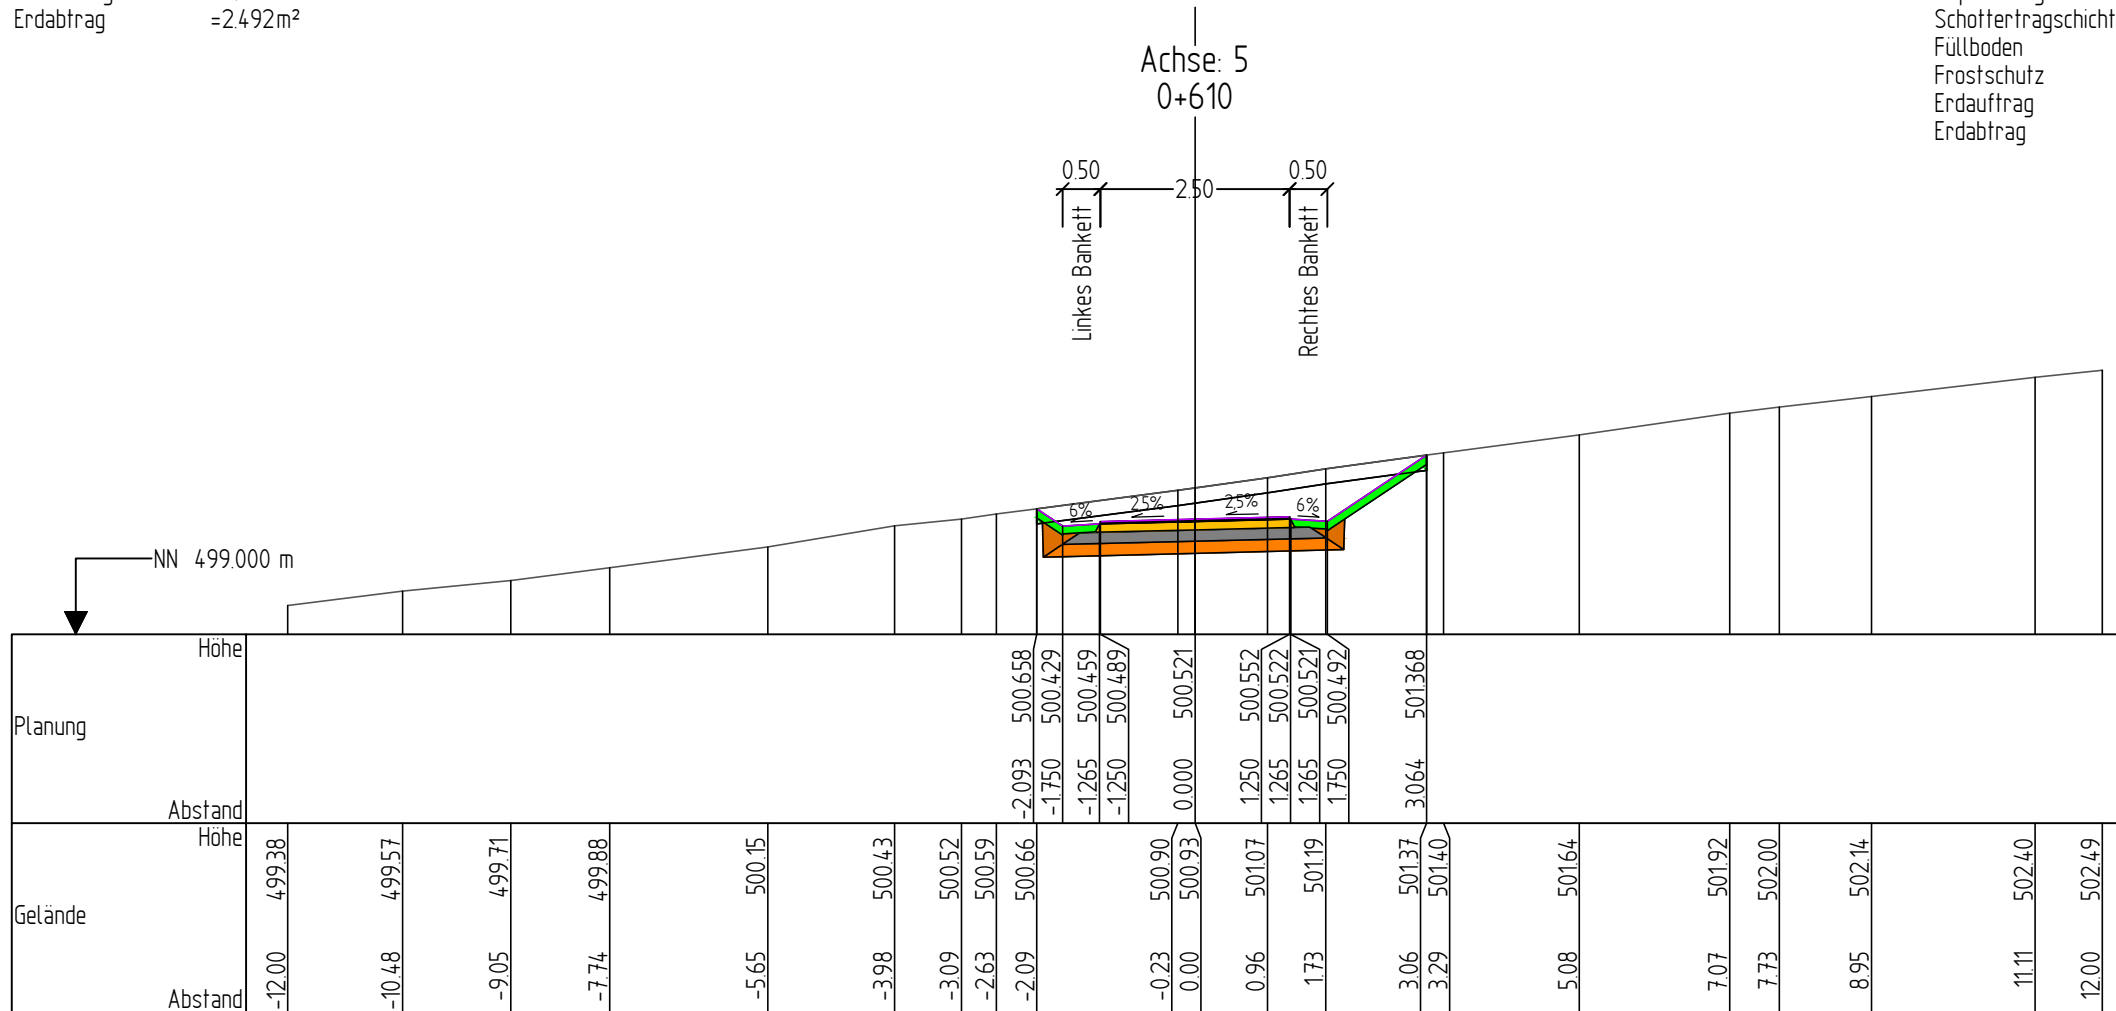 Erdabtrag =2.492m²
Schottertragschicht
Füllboden
Frostschutz
Erdauftrag
Erdabtrag
Achse: 5
0+610
0.50 2.50 0.50
Linkes Bankett
Rechtes Bankett
6% 2,5% 2,5% 6%
NN 499.000 m
Planung
Höhe
500.658 500.429 500.459 500.489 500.521 500.552 500.522 500.521 500.492 501.368
Abstand
-2.093 -1.750 -1.265 -1.250 0.000 1.250 1.265 1.265 1.750 3.064
Gelände
Höhe
499.38 499.57 499.71 499.88 500.15 500.43 500.52 500.59 500.66 500.90 500.93 501.07 501.19 501.37 501.40 501.64 501.92 502.00 502.14 502.40 502.49
Abstand
-12.00 -10.48 -9.05 -7.74 -5.65 -3.98 -3.09 -2.63 -2.09 -0.23 0.00 0.96 1.73 3.06 3.29 5.08 7.07 7.73 8.95 11.11 12.00